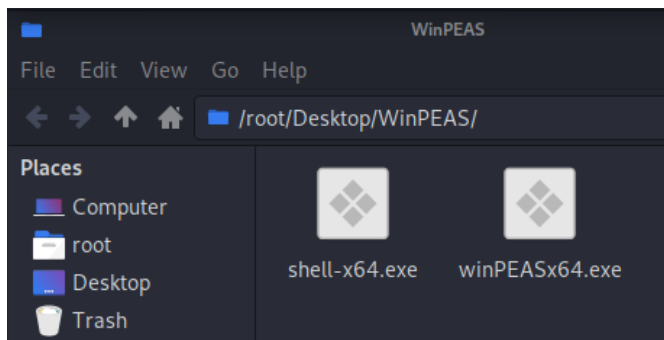 WinPEAS
File Edit View Go Help
/root/Desktop/WinPEAS/
Places
Computer
root
Desktop
Trash
shell-x64.exe
winPEASx64.exe